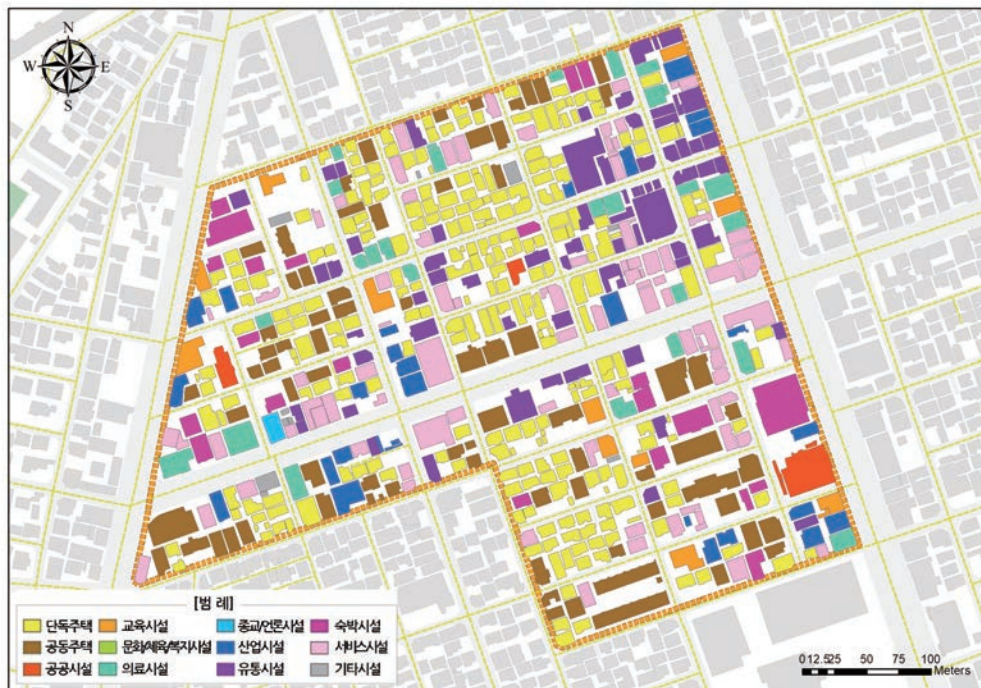 N
W E
S
[범 례]
단독주택 교육시설 종교/언론시설 숙박시설
공동주택 문화/체육/복지시설 산업시설 서비스시설
공공시설 의료시설 유통시설 기타시설
0 12.5 25 50 75 100
Meters